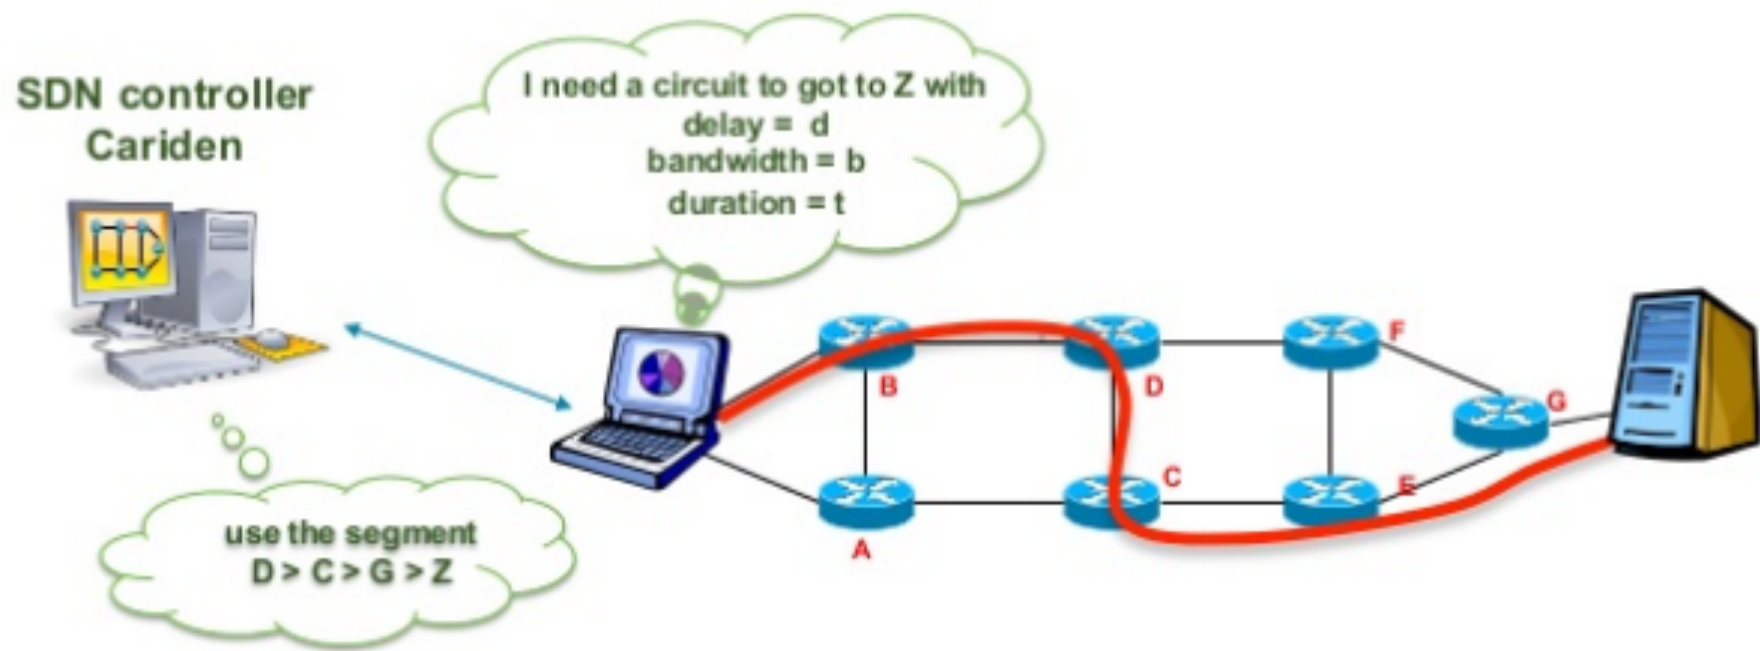 SDN controller
Cariden
I need a circuit to got to Z with
delay = d
bandwidth = b
duration = t
use the segment
D > C > G > Z
B
D
F
G
A
C
E